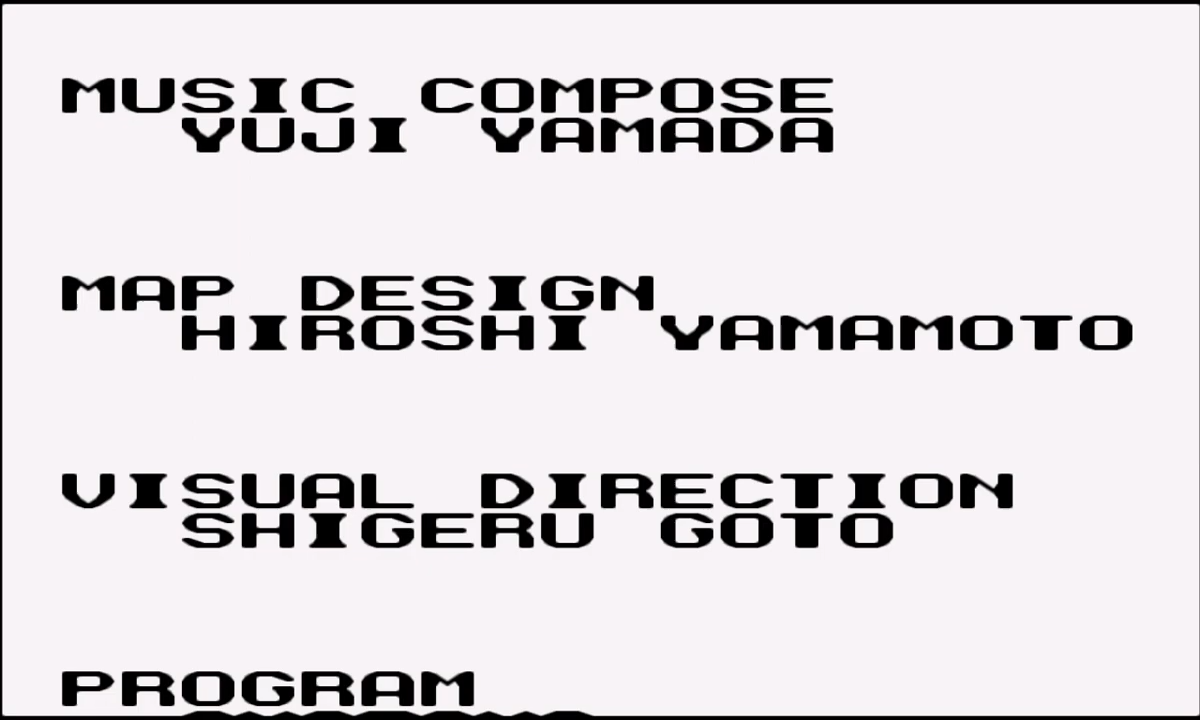 MUSIC COMPOSE
YUJI YAMADA
MAP DESIGN
HIROSHI YAMAMOTO
VISUAL DIRECTION
SHIGERU GOTO
PROGRAM